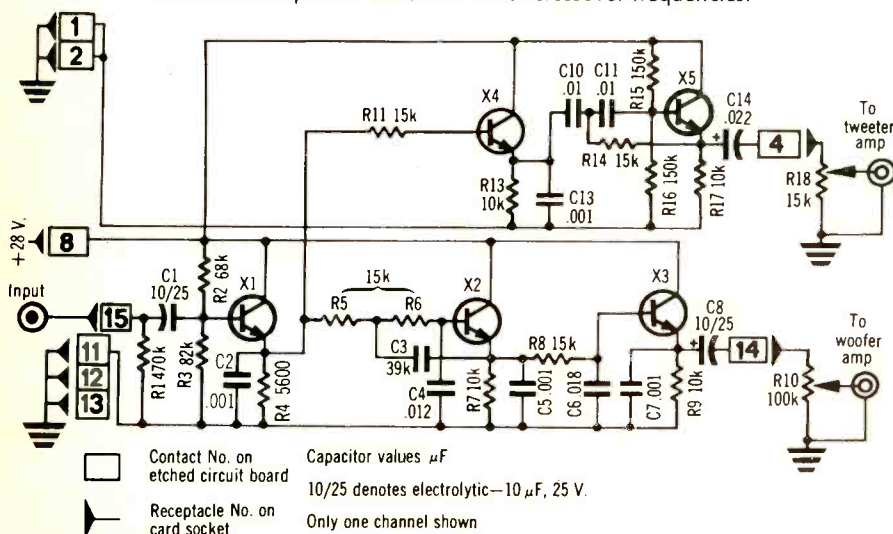 crossover frequencies.
1
2
C10
.01
C11
.01
R15 150k
X5
X4
C14
.022
+
To
tweeter
amp
R11 15k
4
R14 15k
R13
10k
C13
.001
R16 150k
R17 10k
R18
15k
+28 V.
8
C1
10/25
R2 68k
X1
15k
X2
X3
C8
10/25
+
Input
15
R5
R6
R8 15k
14
To
woofer
amp
11
12
13
R1 470k
R3 82k
C2
.001
R4 5600
C3
39k
C4
.012
R7 10k
C5 .001
C6 .018
C7 .001
R9 10k
R10
100k
Contact No. on
etched circuit board
Capacitor values μF
10/25 denotes electrolytic—10 μF, 25 V.
Receptacle No. on
card socket
Only one channel shown